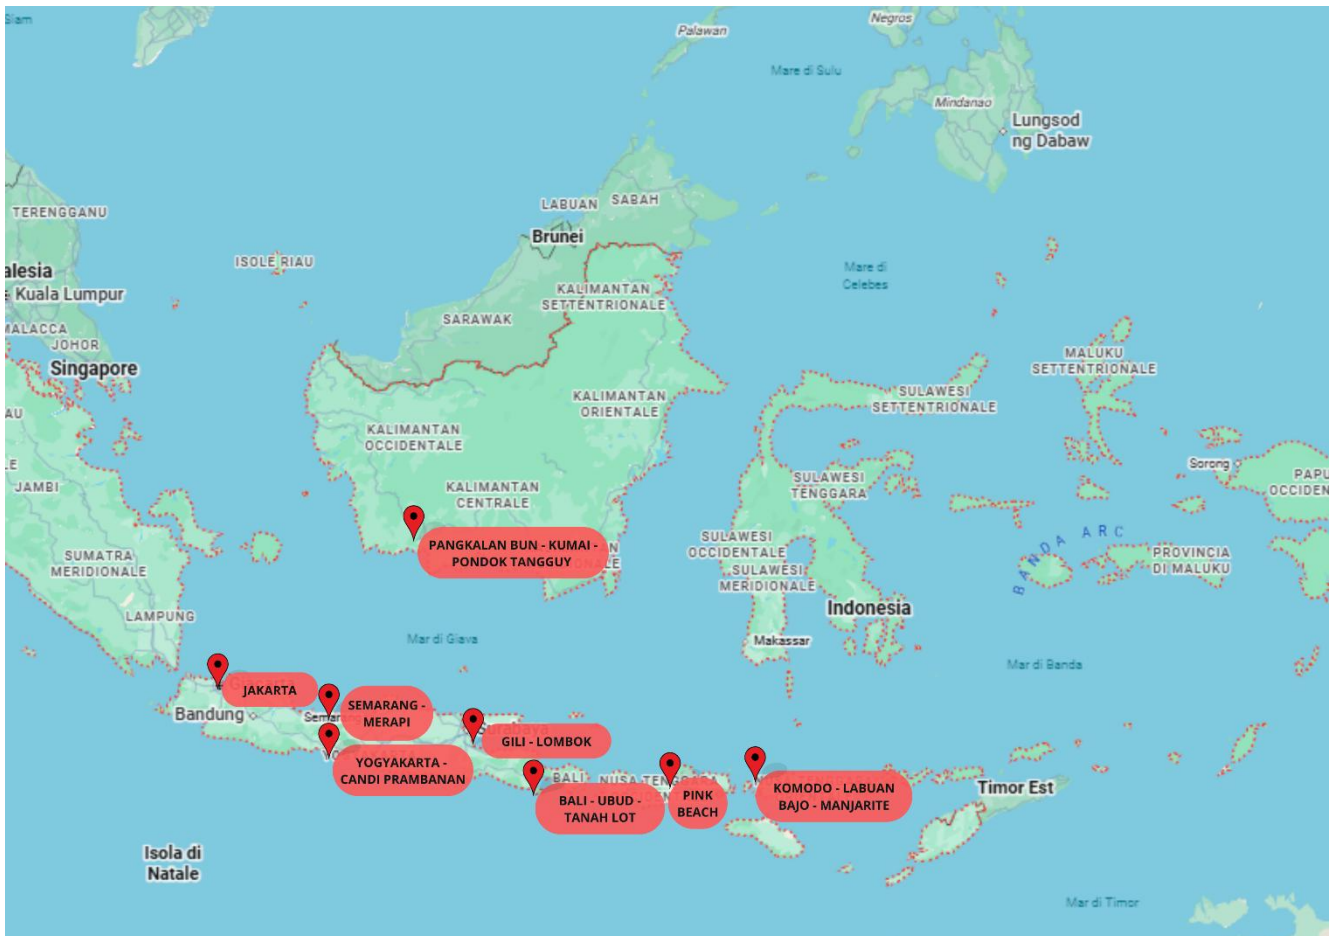 Siam
Palawan
Negros
Mare di Sulu
Mindanao
Lungsod
ng Dabaw
TERENGGANU
LABUAN
SABAH
Brunei
ISOLE RIAU
alesia
Kuala Lumpur
Mare di
Celebes
KALIMANTAN
SETTENTRIONALE
SARAWAK
MALACCA
JOHOR
Singapore
MALUKU
SETTENTRIONALE
SULAWESI
SETTENTRIONALE
KALIMANTAN
ORIENTALE
AU
KALIMANTAN
OCCIDENTALE
LE
JAMBI
KALIMANTAN
CENTRALE
SULAWESI
TENGGARA
Sorong
PAPU
OCCIDEN
PANGKALAN BUN - KUMAI -
PONDOK TANGGUY
SULAWESI
OCCIDENTALE
SULAWESI
MERIDIONALE
BANDA ARC
PROVINCIA
DI MALUKU
SUMATRA
MERIDIONALE
LAMPUNG
Indonesia
Mar di Giava
Makassar
Mar di Banda
JAKARTA
Bandung
SEMARANG -
MERAPI
GILI - LOMBOK
YOGYAKARTA -
CANDI PRAMBANAN
BALI
NUSA TENGGARA
BALI - UBUD -
TANAH LOT
PINK
BEACH
KOMODO - LABUAN
BAJO - MANJARITE
Timor Est
Isola di
Natale
Mar di Timor